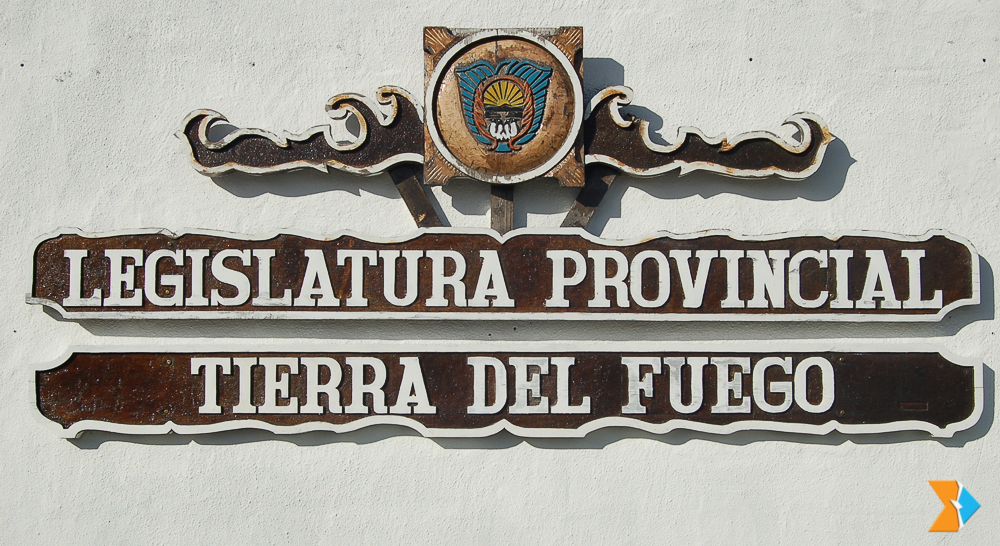 LEGISLATURA PROVINCIAL
TIERRA DEL FUEGO